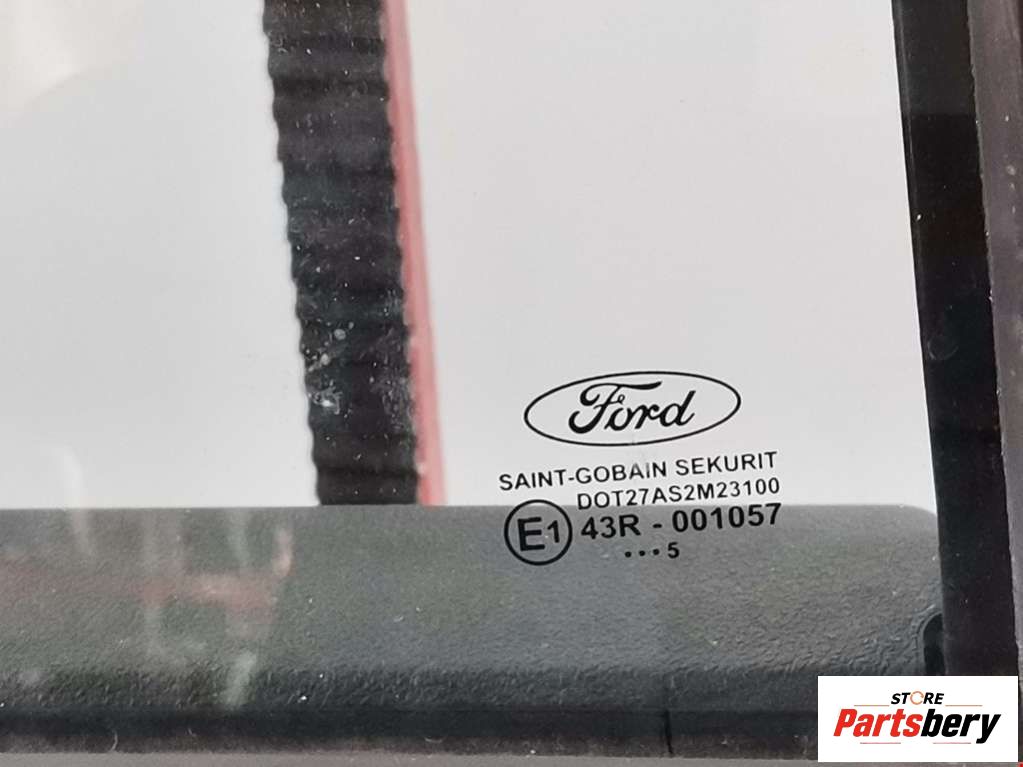 Ford
SAINT-GOBAIN SEKURIT
DOT27AS2M23100
E1 43R - 001057
•••5
STORE
Partsbery